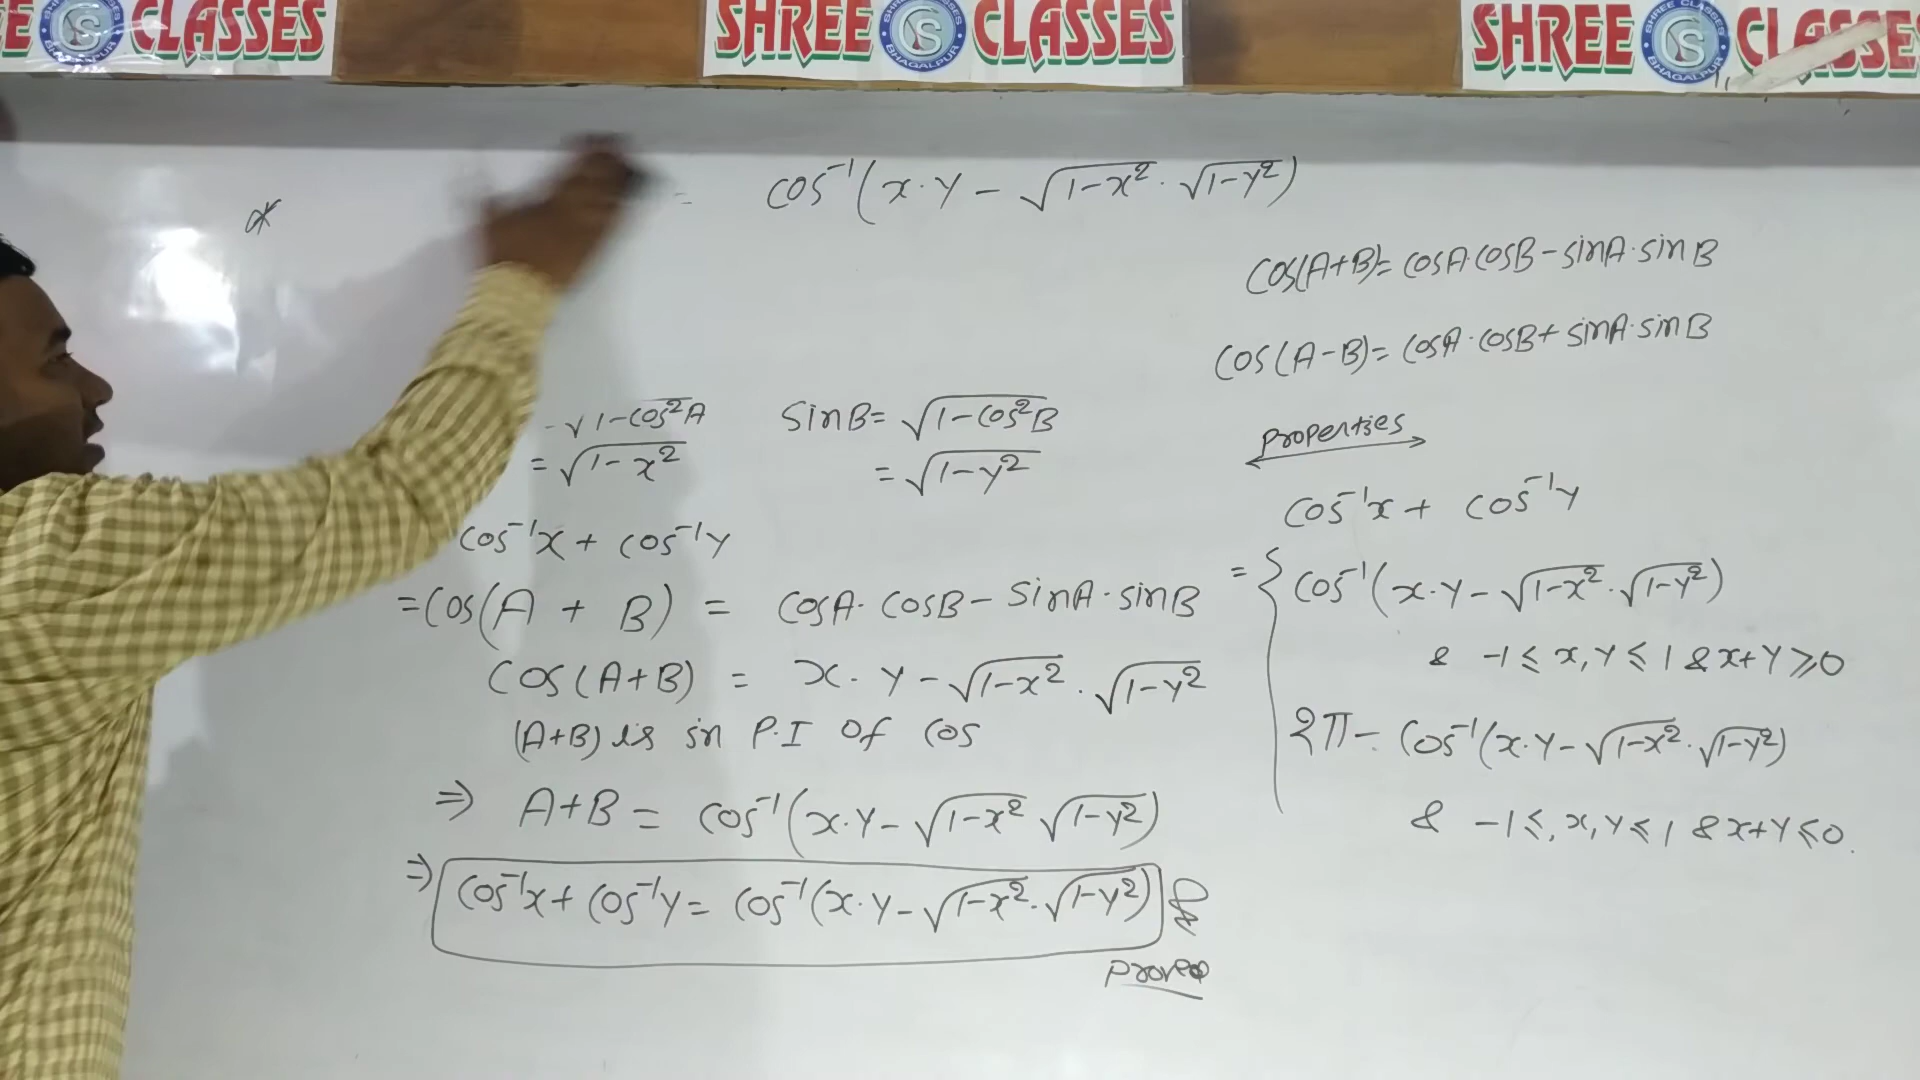 CLASSES
SHREE CLASSES
SHREE CLASSES
= cos⁻¹(x·y - √1-x² · √1-y²)
cos(A+B)= cosA·cosB - sinA·sinB
cos(A-B)= cosA·cosB + sinA·sinB
√1-cos²A
= √1-x²
sinB= √1-cos²B
= √1-y²
cos⁻¹x + cos⁻¹y
=cos(A + B) = cosA·cosB - sinA·sinB
cos(A+B) = x·y - √1-x² · √1-y²
(A+B) is in P.I of cos
⇒ A+B = cos⁻¹(x·y - √1-x² √1-y²)
⇒ cos⁻¹x + cos⁻¹y = cos⁻¹(x·y - √1-x² · √1-y²)
proved
properties
cos⁻¹x + cos⁻¹y
= { cos⁻¹(x·y - √1-x² · √1-y²)
& -1 ≤ x, y ≤ 1 & x+y ≥ 0
2π - cos⁻¹(x·y - √1-x² · √1-y²)
& -1 ≤, x, y ≤ 1 & x+y ≤ 0.